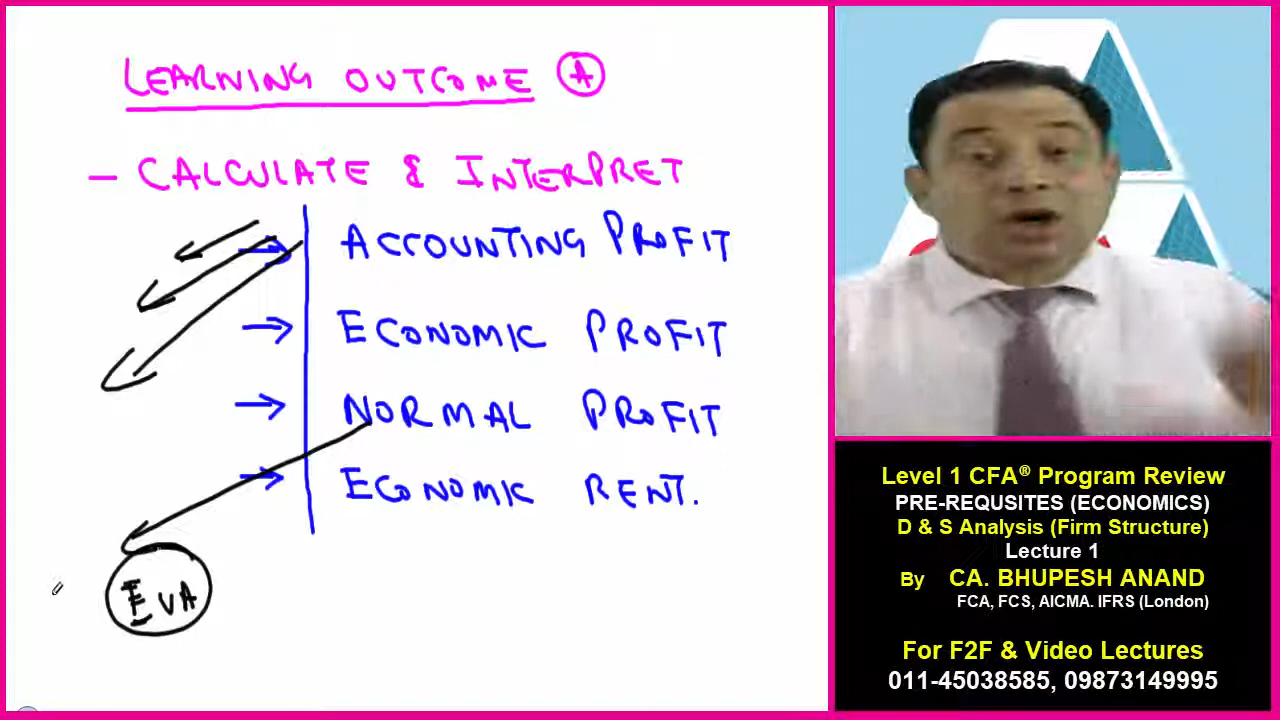 LEARNING OUTCOME A
- CALCULATE & INTERPRET
→ ACCOUNTING PROFIT
→ ECONOMIC PROFIT
→ NORMAL PROFIT
→ ECONOMIC RENT.
EVA
Level 1 CFA® Program Review
PRE-REQUSITES (ECONOMICS)
D & S Analysis (Firm Structure)
Lecture 1
By CA. BHUPESH ANAND
FCA, FCS, AICMA. IFRS (London)
For F2F & Video Lectures
011-45038585, 09873149995